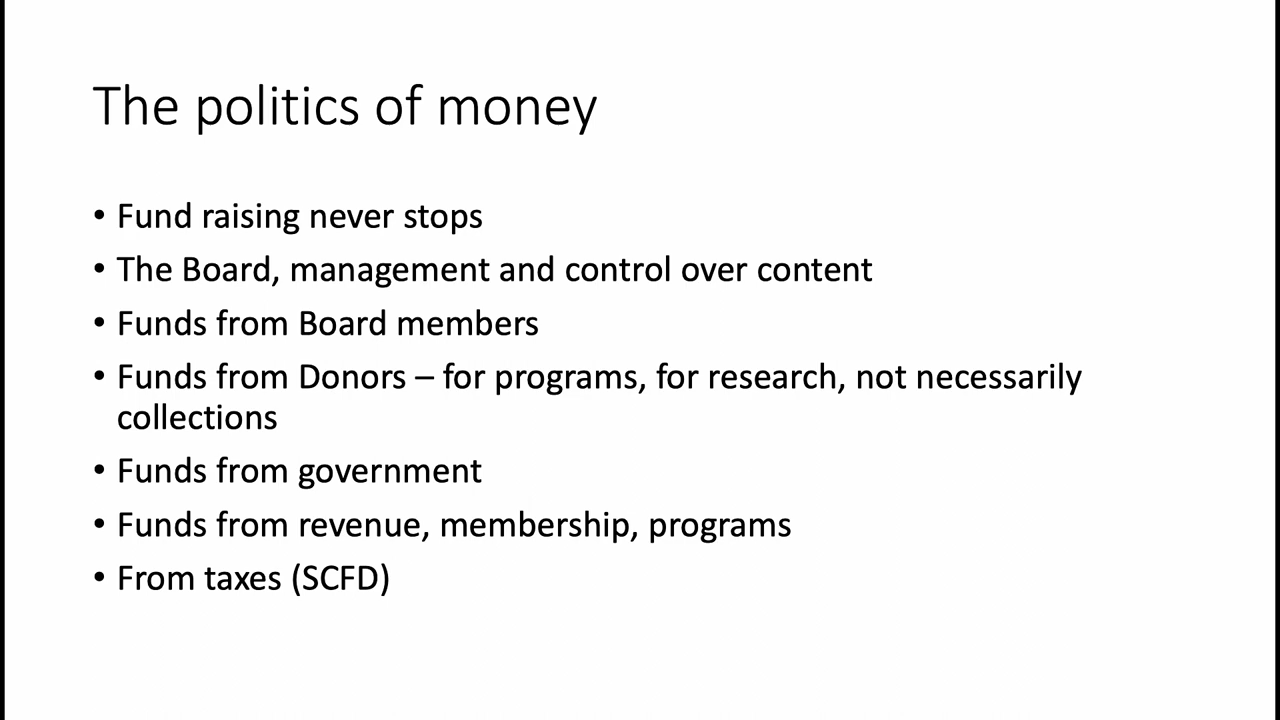 The politics of money
• Fund raising never stops
• The Board, management and control over content
• Funds from Board members
• Funds from Donors – for programs, for research, not necessarily
collections
• Funds from government
• Funds from revenue, membership, programs
• From taxes (SCFD)